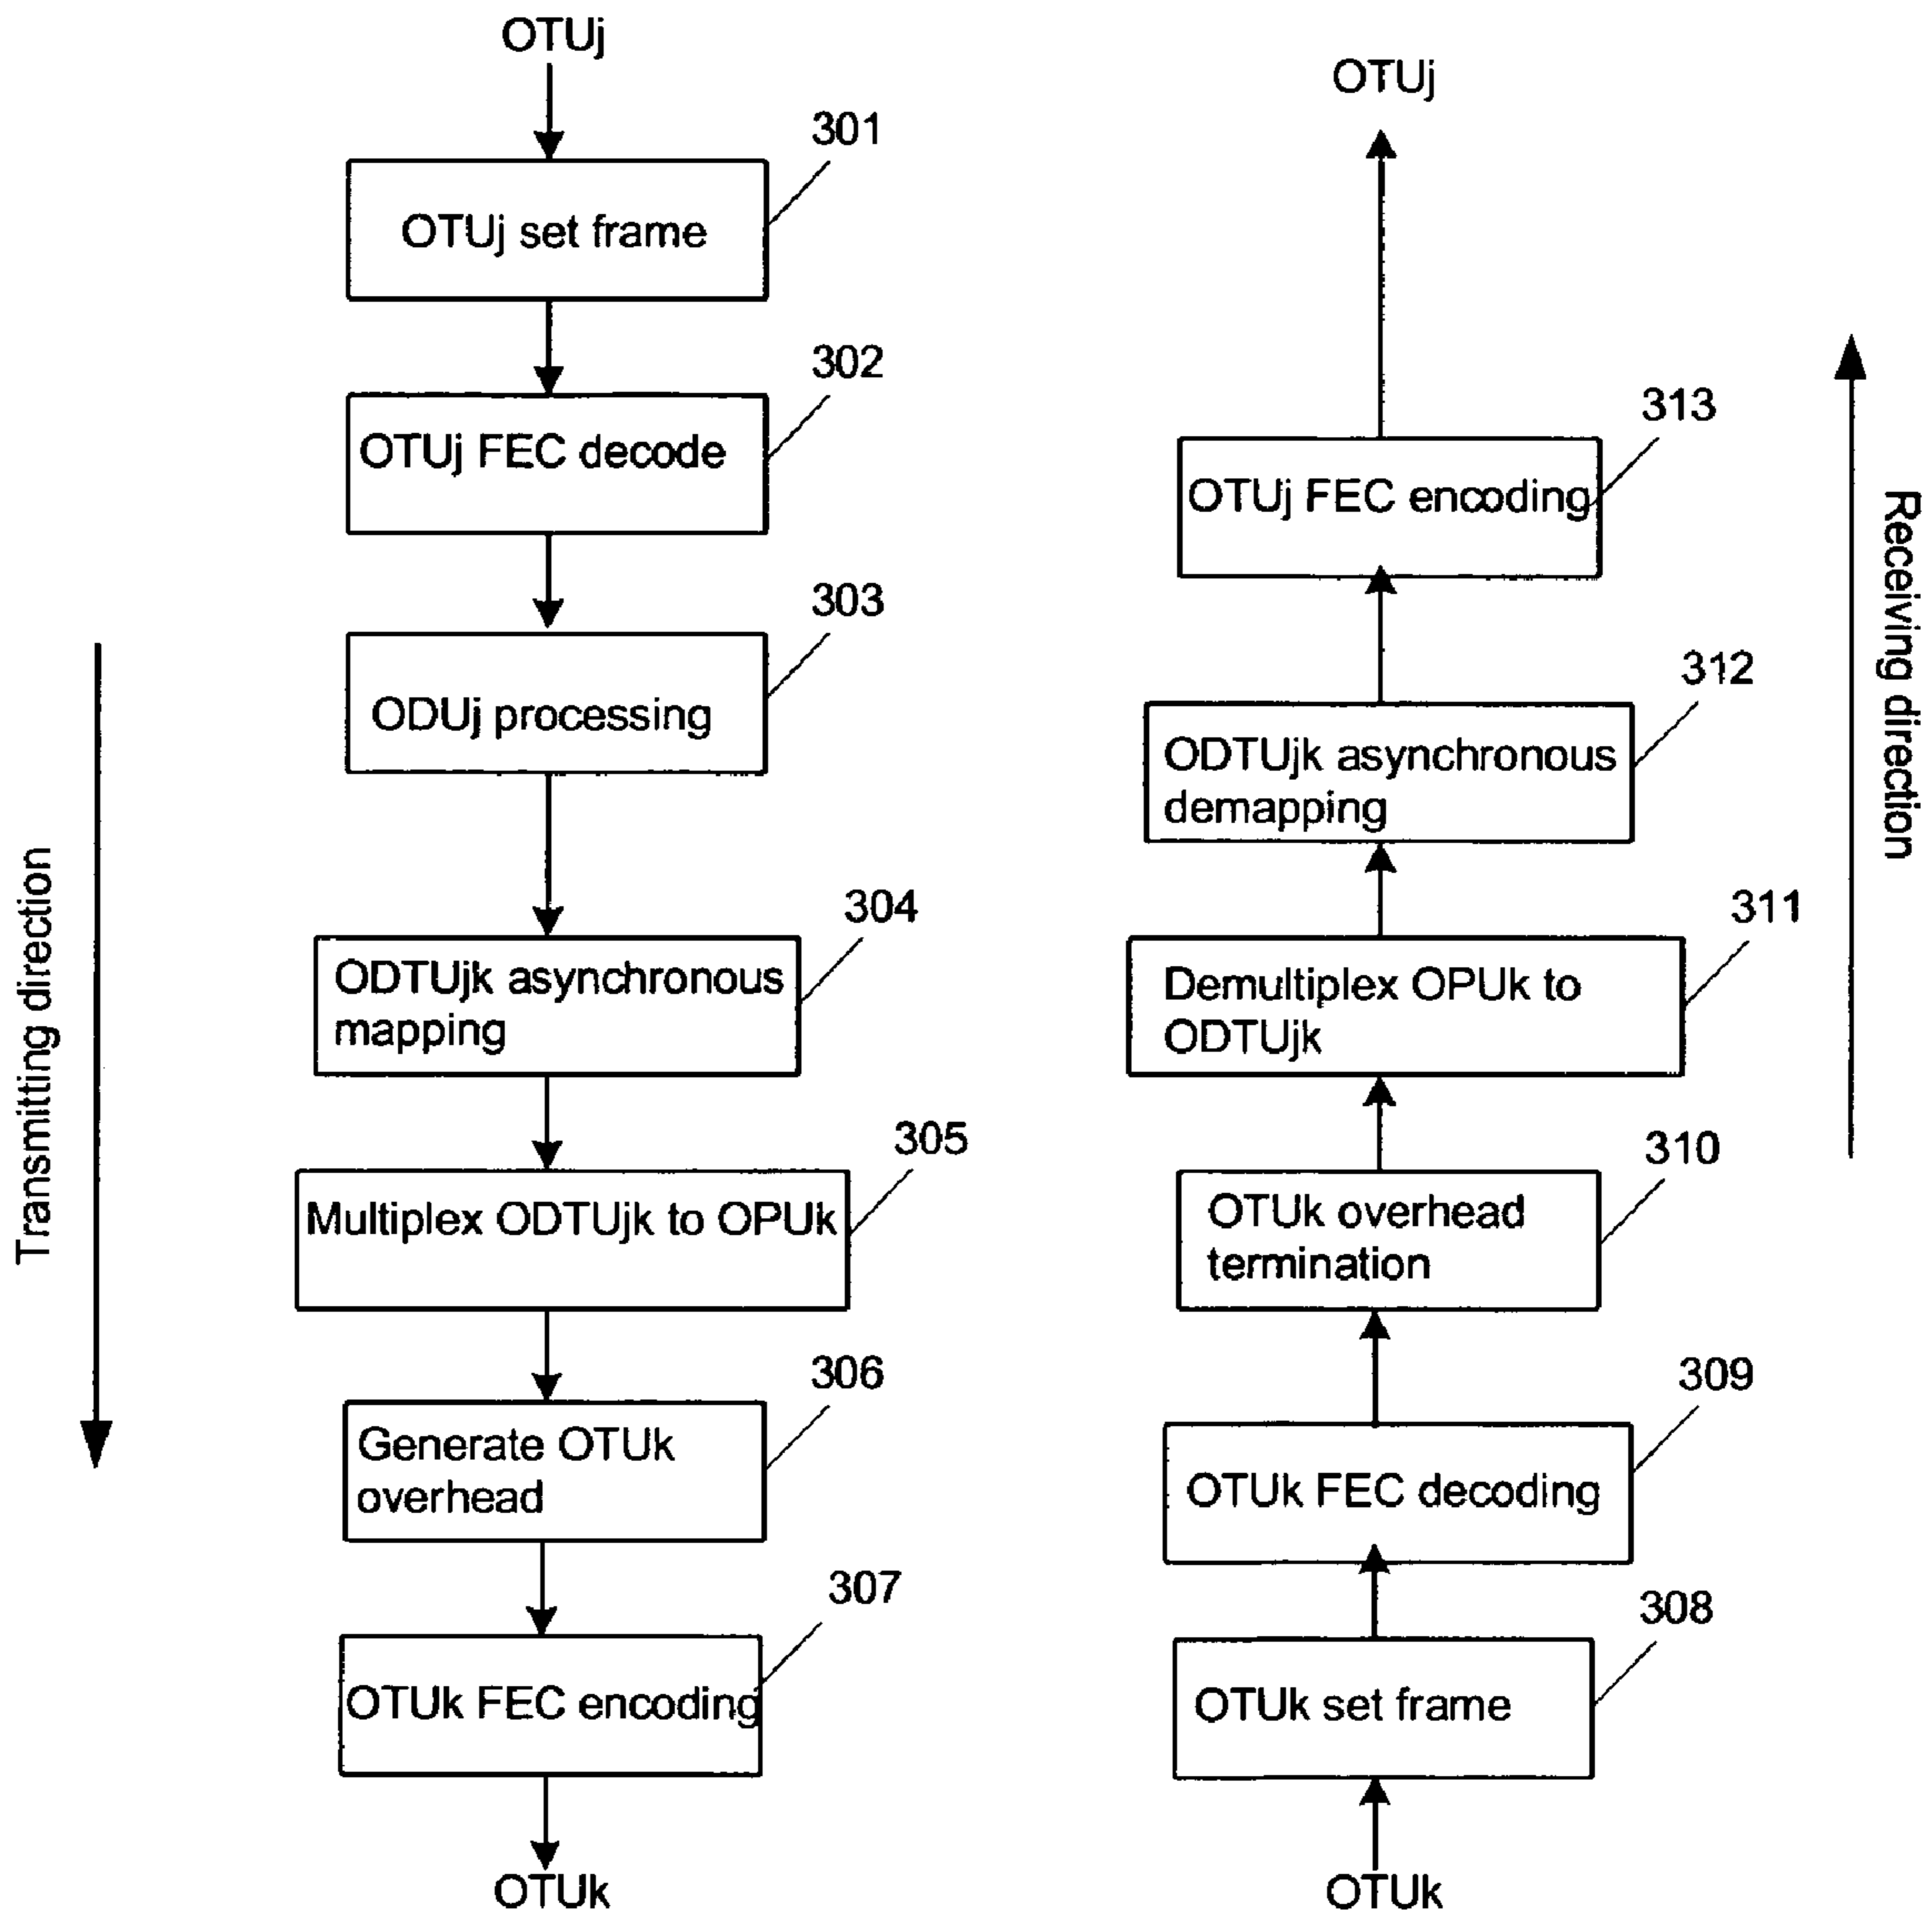 OTUj
301
OTUj set frame
302
OTUj FEC decode
303
ODUj processing
304
ODTUjk asynchronous
mapping
305
Multiplex ODTUjk to OPUk
306
Generate OTUk
overhead
307
OTUk FEC encoding
OTUk
Transmitting direction
OTUj
313
OTUj FEC encoding
312
ODTUjk asynchronous
demapping
311
Demultiplex OPUk to
ODTUjk
310
OTUk overhead
termination
309
OTUk FEC decoding
308
OTUk set frame
OTUk
Receiving direction